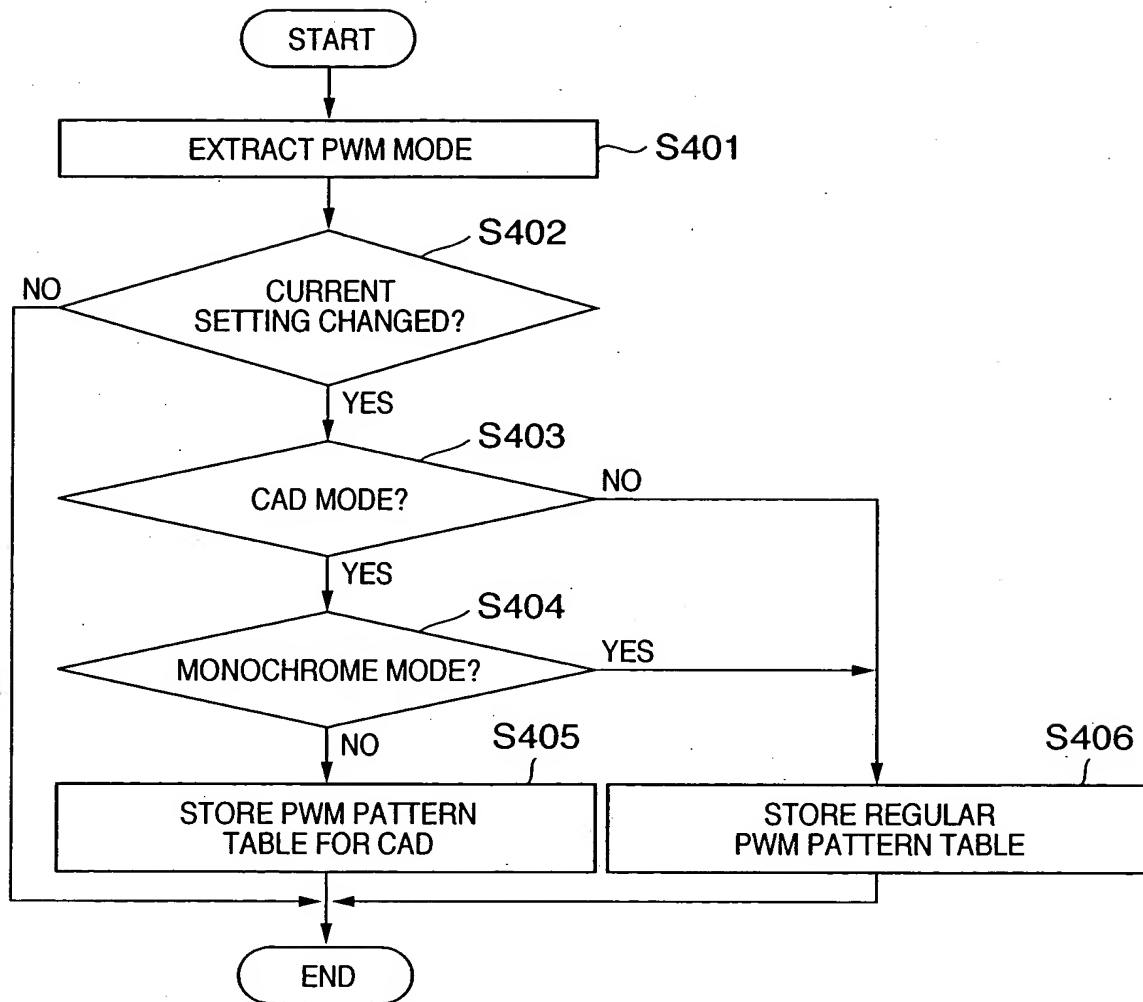 START
EXTRACT PWM MODE
S401
S402
NO
CURRENT
SETTING CHANGED?
YES
S403
NO
CAD MODE?
YES
S404
YES
MONOCHROME MODE?
NO
S405
S406
STORE PWM PATTERN
TABLE FOR CAD
STORE REGULAR
PWM PATTERN TABLE
END